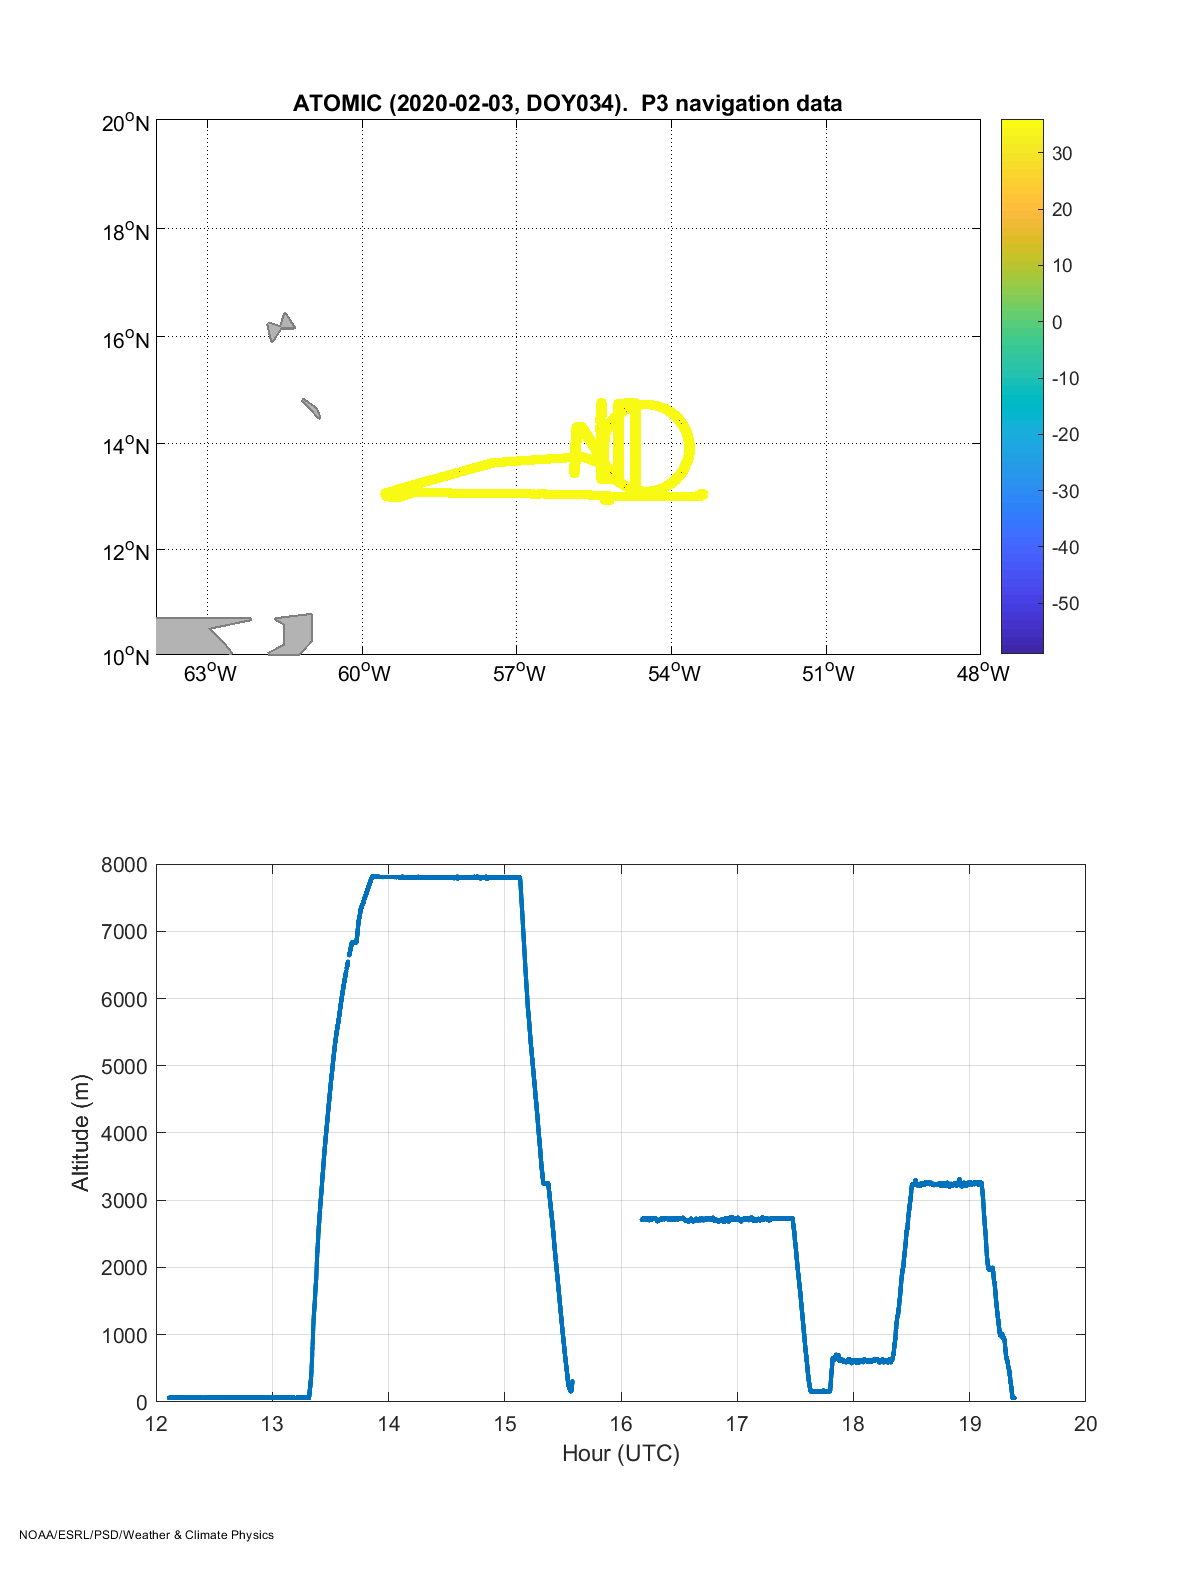 ATOMIC (2020-02-03, DOY034).  P3 navigation data
20°N
18°N
16°N
14°N
12°N
10°N
63°W 60°W 57°W 54°W 51°W 48°W
30
20
10
0
-10
-20
-30
-40
-50
8000
7000
6000
5000
4000
3000
2000
1000
0
Altitude (m)
12 13 14 15 16 17 18 19 20
Hour (UTC)
NOAA/ESRL/PSD/Weather & Climate Physics